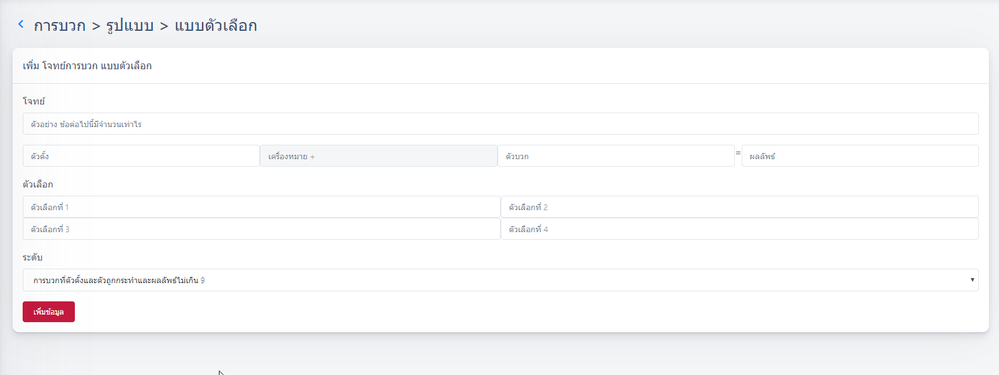 การบวก > รูปแบบ > แบบตัวเลือก
เพิ่ม โจทย์การบวก แบบตัวเลือก
โจทย์
ตัวอย่าง ข้อต่อไปนี้มีจำนวนเท่าไร
ตัวตั้ง เครื่องหมาย + ตัวบวก = ผลลัพธ์
ตัวเลือก
ตัวเลือกที่ 1 ตัวเลือกที่ 2
ตัวเลือกที่ 3 ตัวเลือกที่ 4
ระดับ
การบวกที่ตัวตั้งและตัวถูกกระทำและผลลัพธ์ไม่เกิน 9
เพิ่มข้อมูล